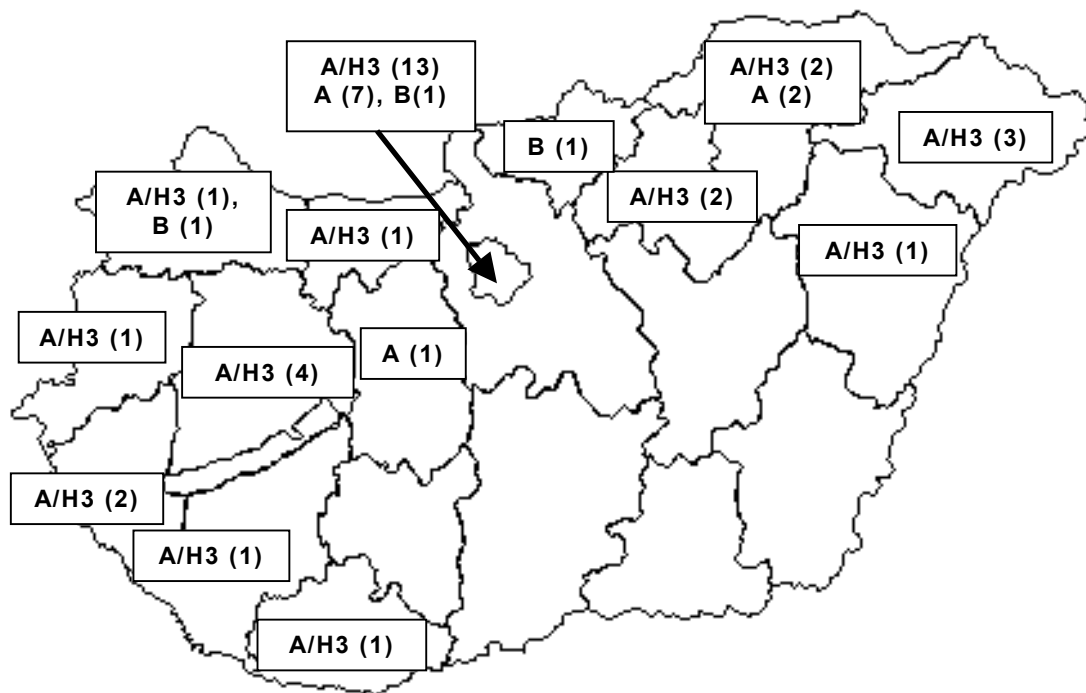 A/H3 (13)
A (7), B(1)
A/H3 (2)
A (2)
B (1)
A/H3 (3)
A/H3 (2)
A/H3 (1),
B (1)
A/H3 (1)
A/H3 (1)
A/H3 (1)
A (1)
A/H3 (4)
A/H3 (2)
A/H3 (1)
A/H3 (1)